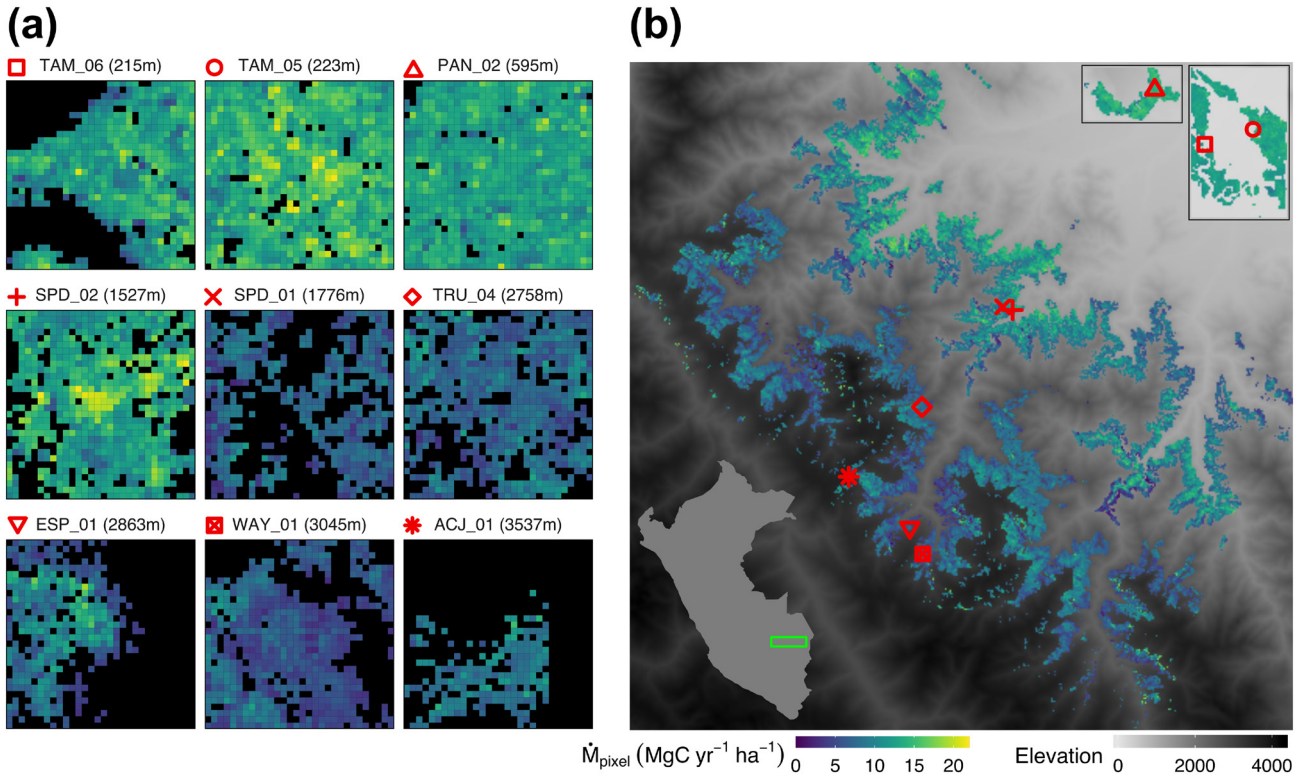 (a)
(b)
TAM_06 (215m)
TAM_05 (223m)
PAN_02 (595m)
SPD_02 (1527m)
SPD_01 (1776m)
TRU_04 (2758m)
ESP_01 (2863m)
WAY_01 (3045m)
ACJ_01 (3537m)
Ṁpixel (MgC yr⁻¹ ha⁻¹)
0 5 10 15 20
Elevation
0 2000 4400